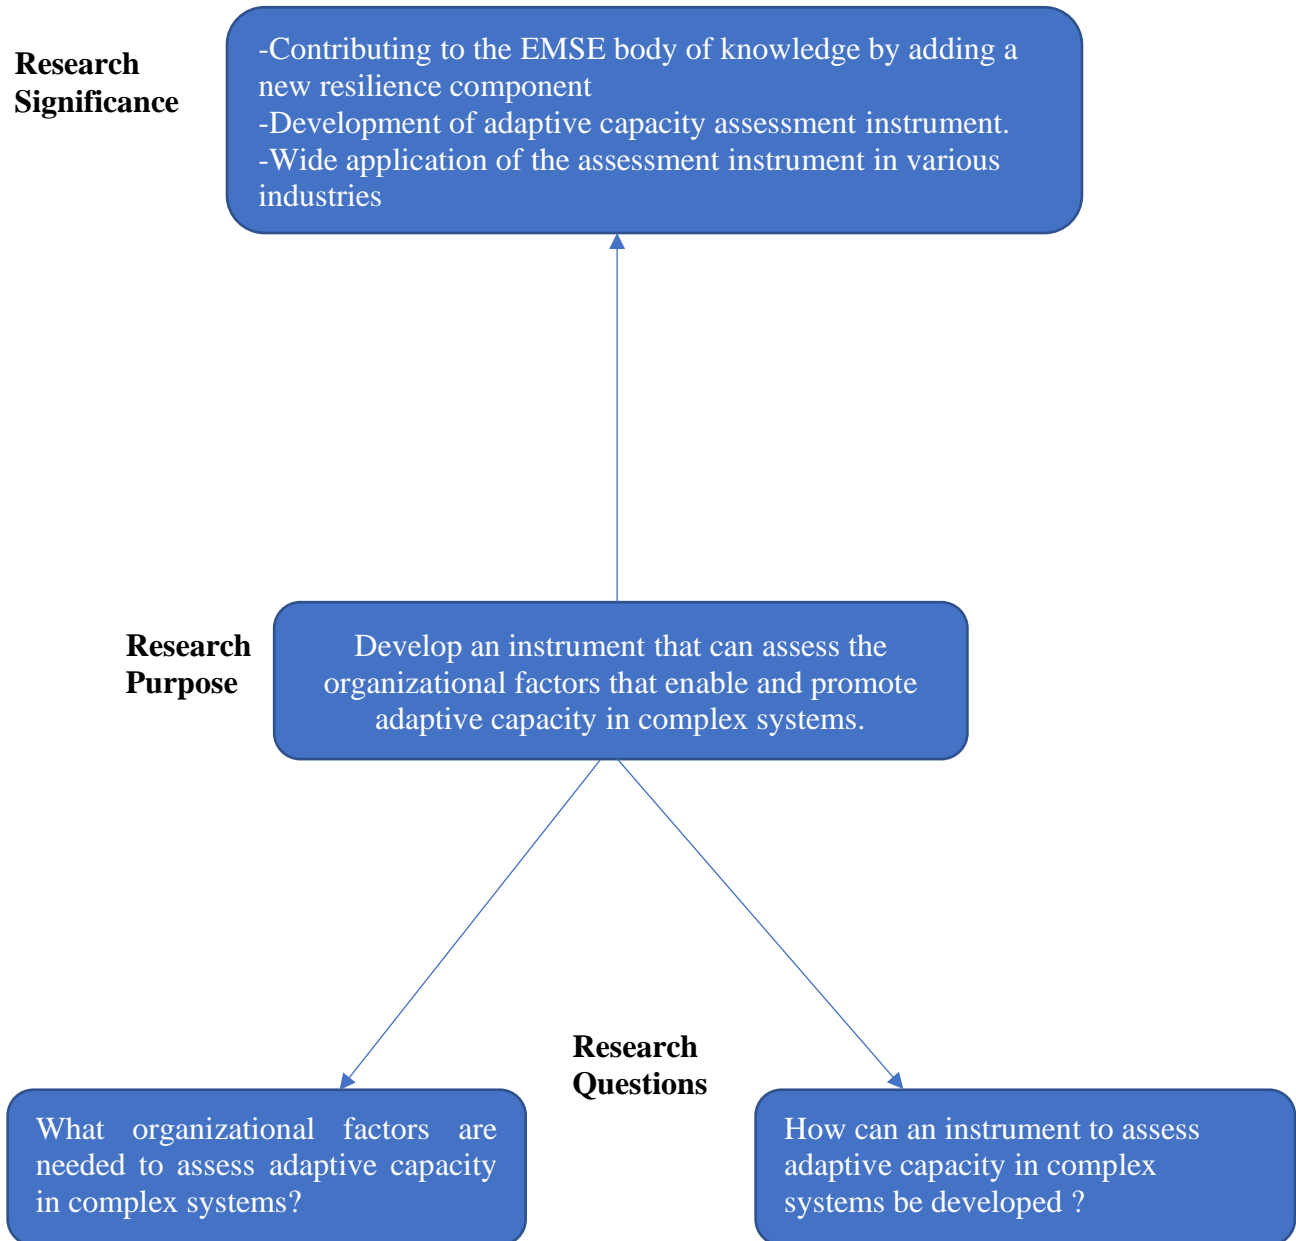 Research
Significance
-Contributing to the EMSE body of knowledge by adding a
new resilience component
-Development of adaptive capacity assessment instrument.
-Wide application of the assessment instrument in various
industries
Research
Purpose
Develop an instrument that can assess the
organizational factors that enable and promote
adaptive capacity in complex systems.
Research
Questions
What organizational factors are
needed to assess adaptive capacity
in complex systems?
How can an instrument to assess
adaptive capacity in complex
systems be developed ?